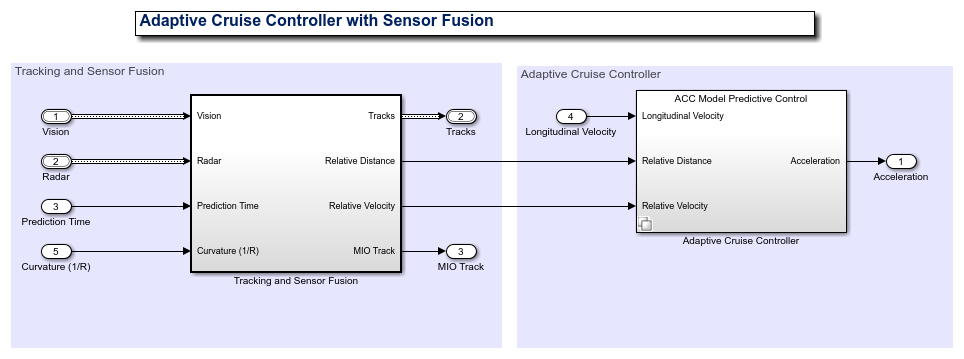 Adaptive Cruise Controller with Sensor Fusion
Tracking and Sensor Fusion
1
Vision
2
Radar
3
Prediction Time
5
Curvature (1/R)
Vision
Radar
Prediction Time
Curvature (1/R)
Tracks
Relative Distance
Relative Velocity
MIO Track
Tracking and Sensor Fusion
2
Tracks
3
MIO Track
Adaptive Cruise Controller
4
Longitudinal Velocity
ACC Model Predictive Control
Longitudinal Velocity
Relative Distance
Relative Velocity
Acceleration
Adaptive Cruise Controller
1
Acceleration